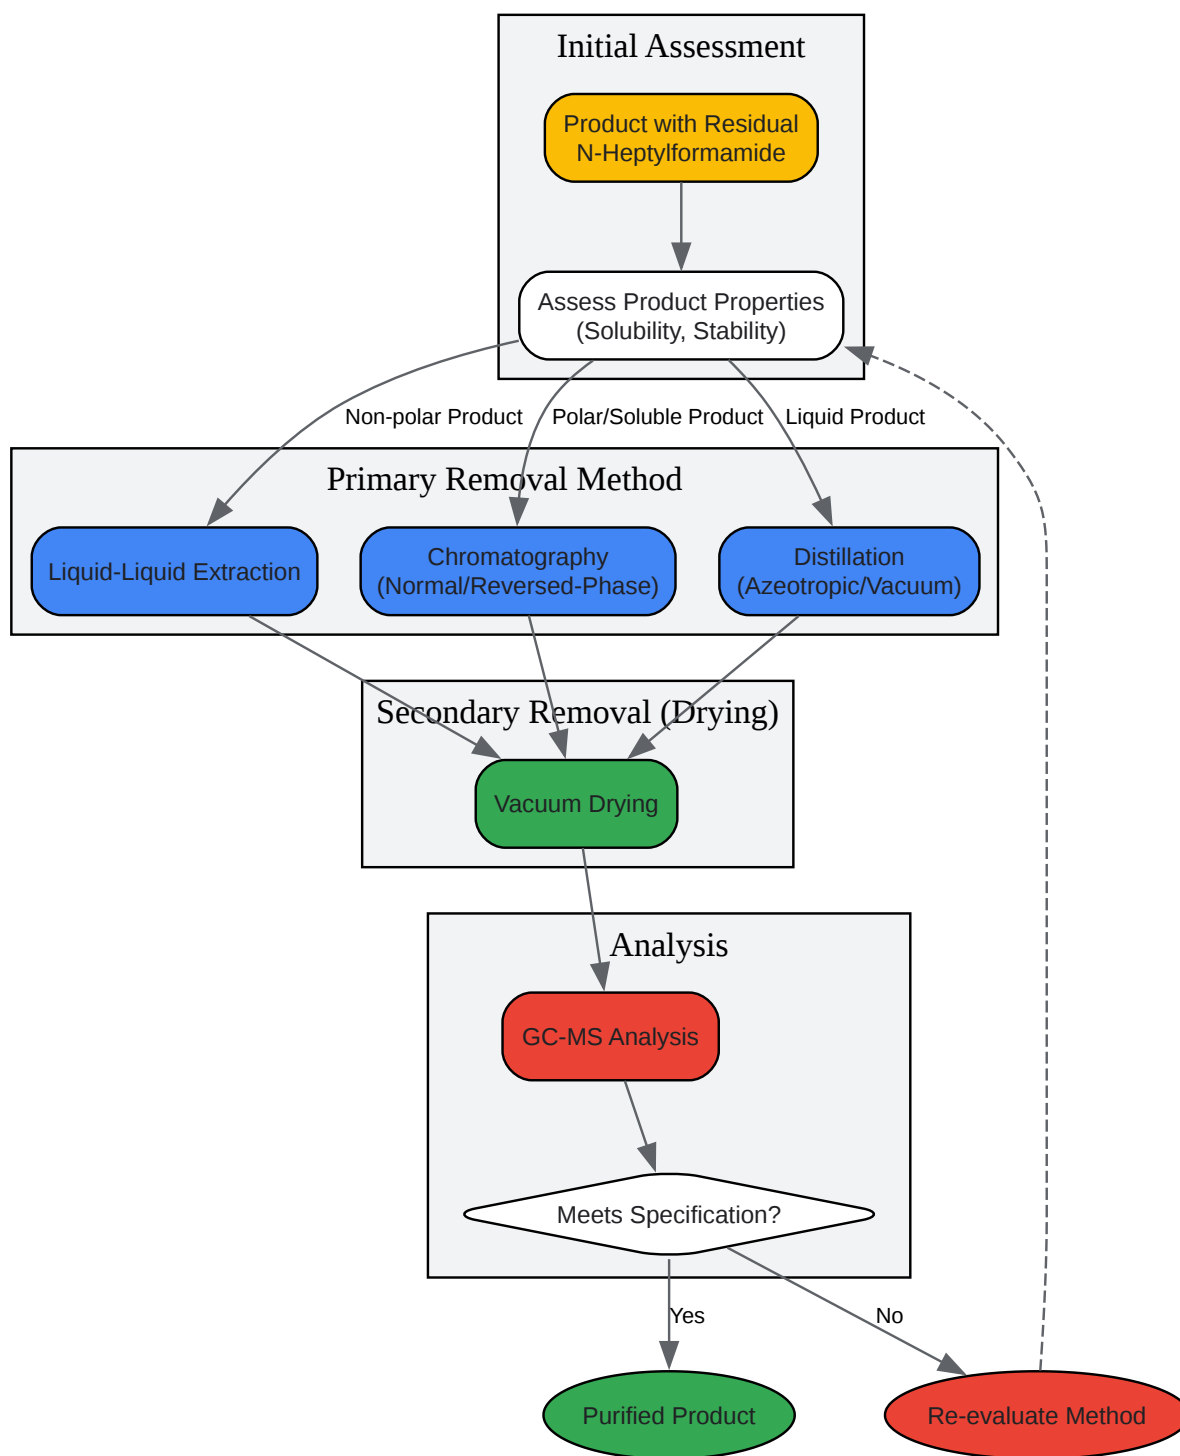 Initial Assessment
Product with Residual
N-Heptylformamide
Assess Product Properties
(Solubility, Stability)
Non-polar Product
Polar/Soluble Product
Liquid Product
Primary Removal Method
Liquid-Liquid Extraction
Chromatography
(Normal/Reversed-Phase)
Distillation
(Azeotropic/Vacuum)
Secondary Removal (Drying)
Vacuum Drying
Analysis
GC-MS Analysis
Meets Specification?
Yes
No
Purified Product
Re-evaluate Method